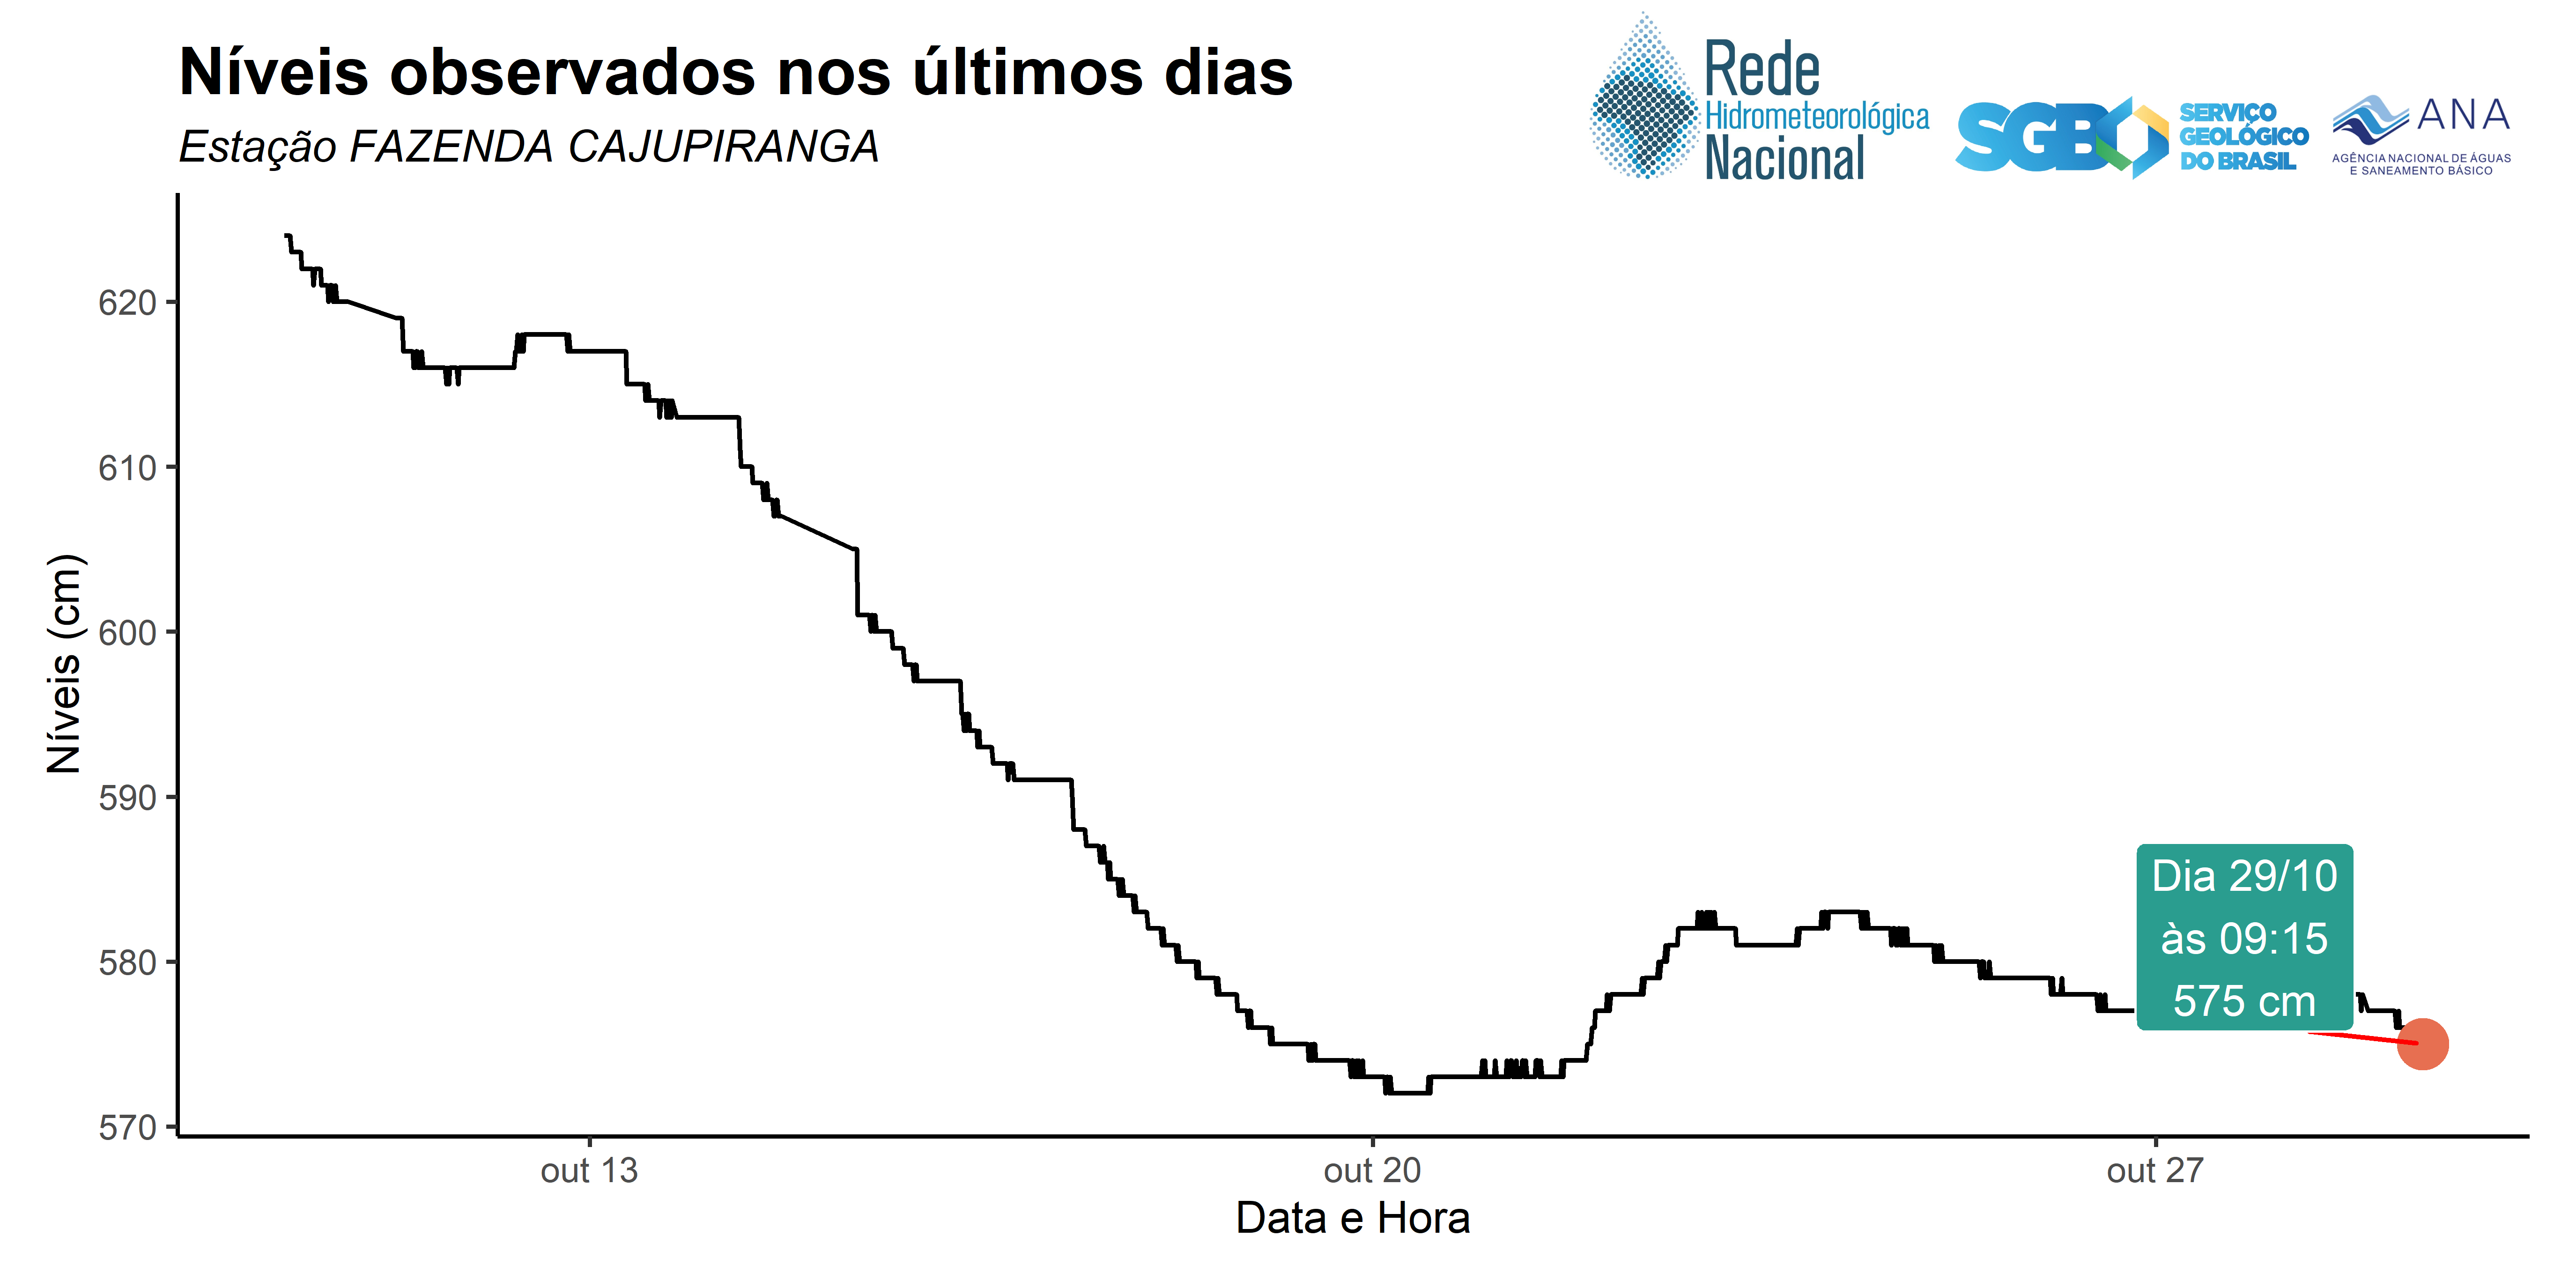 Níveis observados nos últimos dias
Estação FAZENDA CAJUPIRANGA
Rede
Hidrometeorológica
Nacional
SGB
SERVIÇO
GEOLÓGICO
DO BRASIL
ANA
AGÊNCIA NACIONAL DE ÁGUAS
E SANEAMENTO BÁSICO
Níveis (cm)
620
610
600
590
580
570
Dia 29/10
às 09:15
575 cm
out 13
out 20
out 27
Data e Hora